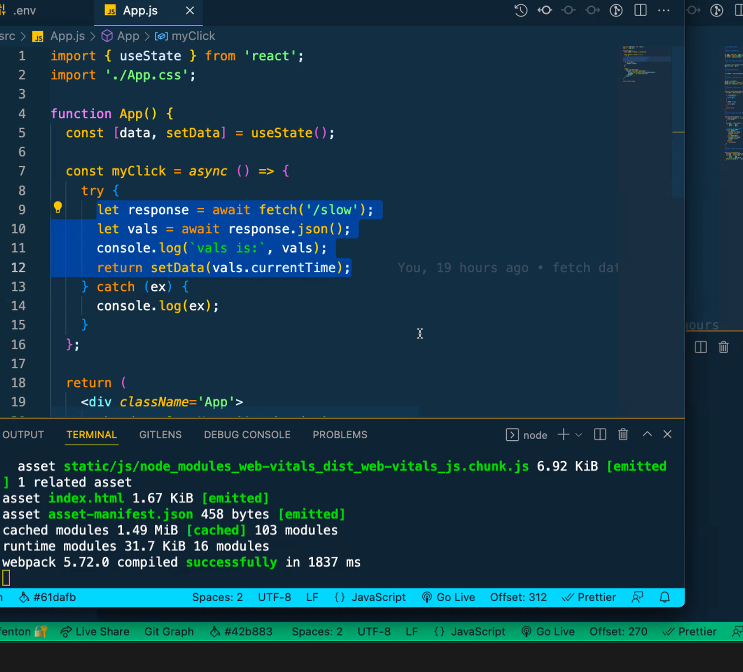 .env
JS App.js
src > JS App.js > App > myClick
1 import { useState } from 'react';
2 import './App.css';
3
4 function App() {
5 const [data, setData] = useState();
6
7 const myClick = async () => {
8 try {
9 let response = await fetch('/slow');
10 let vals = await response.json();
11 console.log(`vals is:`, vals);
12 return setData(vals.currentTime); You, 19 hours ago • fetch dat
13 } catch (ex) {
14 console.log(ex);
15 }
16 };
17
18 return (
19 <div className='App'>
ours
OUTPUT TERMINAL GITLENS DEBUG CONSOLE PROBLEMS node
asset static/js/node_modules_web-vitals_dist_web-vitals_js.chunk.js 6.92 KiB [emitted
] 1 related asset
asset index.html 1.67 KiB [emitted]
asset asset-manifest.json 458 bytes [emitted]
cached modules 1.49 MiB [cached] 103 modules
runtime modules 31.7 KiB 16 modules
webpack 5.72.0 compiled successfully in 1837 ms
#61dafb Spaces: 2 UTF-8 LF {} JavaScript Go Live Offset: 312 Prettier
fenton Live Share Git Graph #42b883 Spaces: 2 UTF-8 LF {} JavaScript Go Live Offset: 270 Prettier